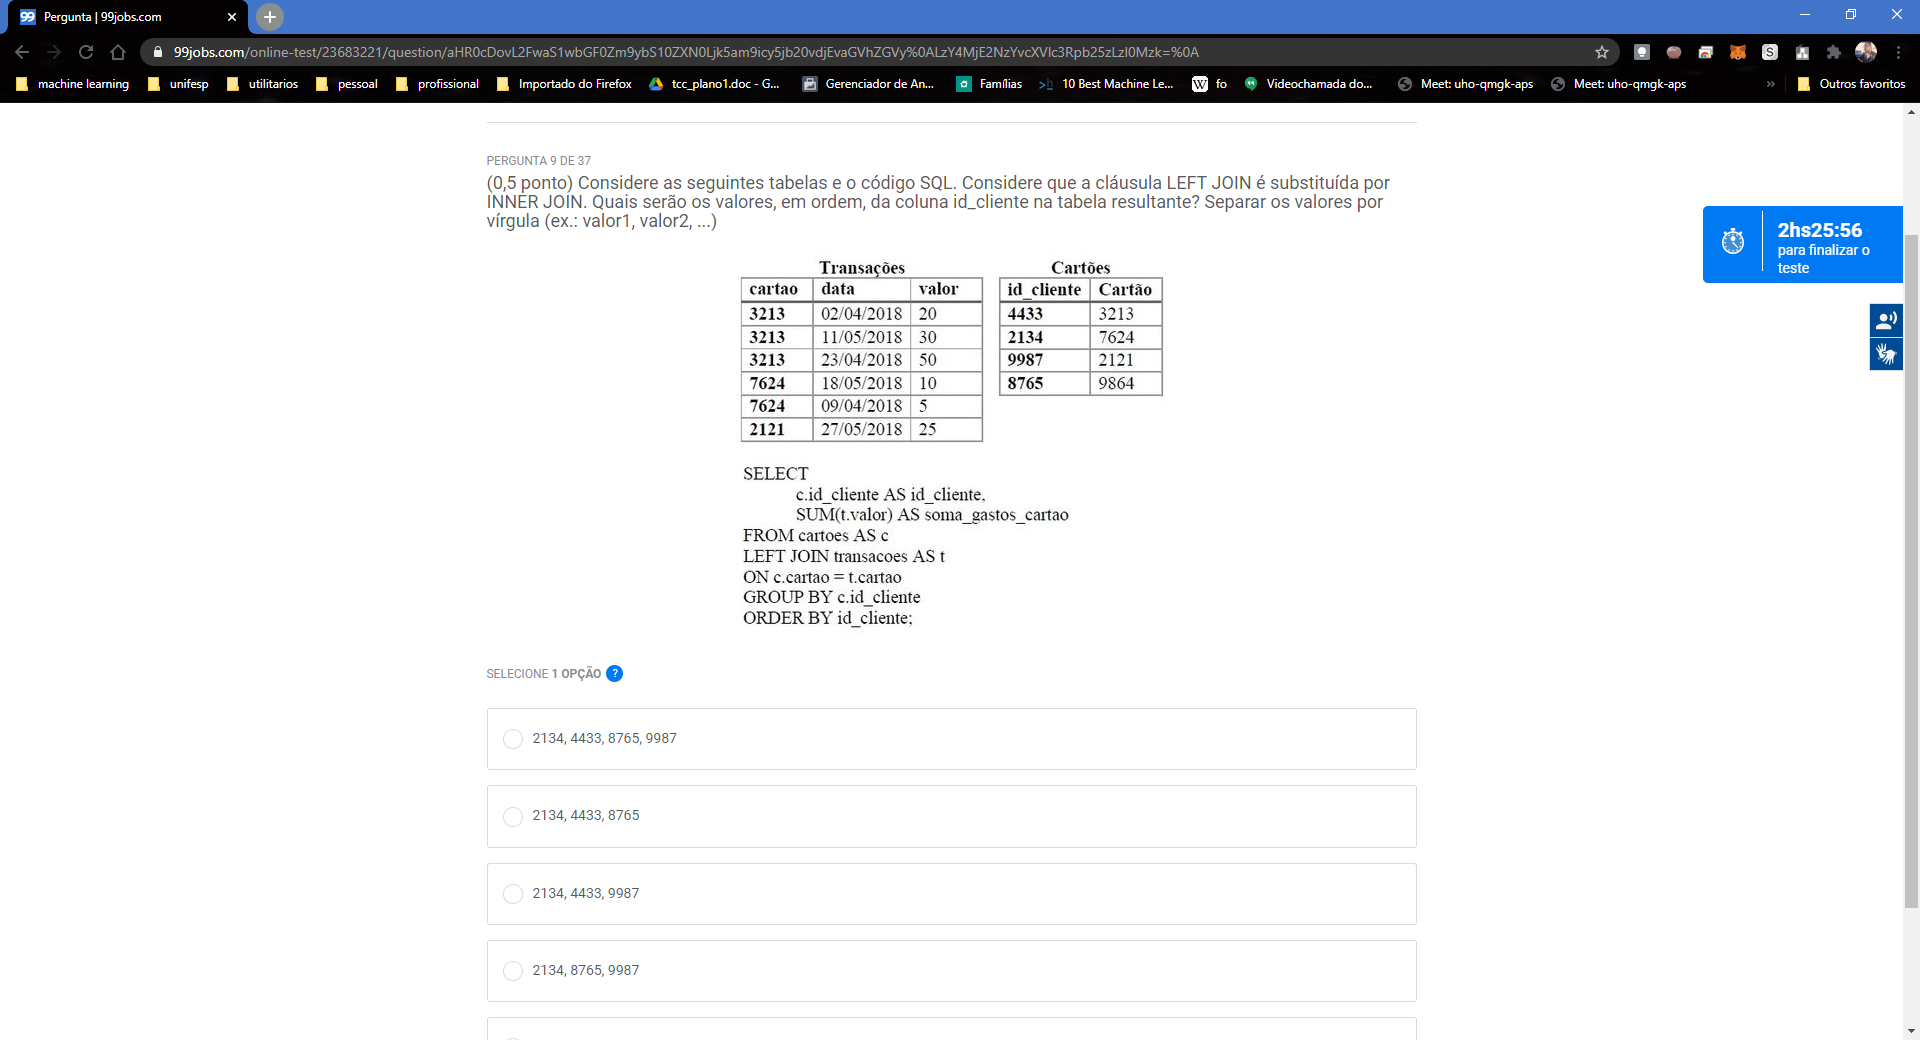 Pergunta | 99jobs.com
99jobs.com/online-test/23683221/question/aHR0cDovL2FwaS1wbGF0Zm9ybS10ZXN0Ljk5am9icy5jb20vdjEvaGVhZGVy%0ALzY4MjE2NzYvcXVlc3Rpb25zLzI0Mzk=%0A
machine learning
unifesp
utilitarios
pessoal
profissional
Importado do Firefox
tcc_plano1.doc - G...
Gerenciador de An...
Famílias
10 Best Machine Le...
fo
Videochamada do...
Meet: uho-qmgk-aps
Meet: uho-qmgk-aps
»
Outros favoritos
PERGUNTA 9 DE 37
(0,5 ponto) Considere as seguintes tabelas e o código SQL. Considere que a cláusula LEFT JOIN é substituída por
INNER JOIN. Quais serão os valores, em ordem, da coluna id_cliente na tabela resultante? Separar os valores por
vírgula (ex.: valor1, valor2, ...)
2hs25:56
para finalizar o
teste
Transações
cartao data valor
3213 02/04/2018 20
3213 11/05/2018 30
3213 23/04/2018 50
7624 18/05/2018 10
7624 09/04/2018 5
2121 27/05/2018 25
Cartões
id_cliente Cartão
4433 3213
2134 7624
9987 2121
8765 9864
SELECT
c.id_cliente AS id_cliente,
SUM(t.valor) AS soma_gastos_cartao
FROM cartoes AS c
LEFT JOIN transacoes AS t
ON c.cartao = t.cartao
GROUP BY c.id_cliente
ORDER BY id_cliente;
SELECIONE 1 OPÇÃO ?
2134, 4433, 8765, 9987
2134, 4433, 8765
2134, 4433, 9987
2134, 8765, 9987